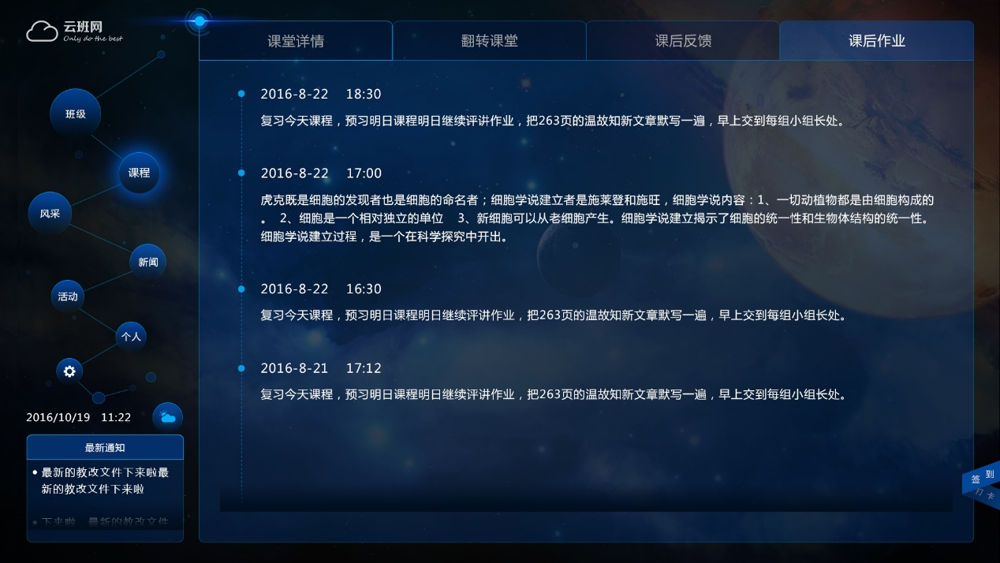 云班网
Only do the best
课堂详情
翻转课堂
课后反馈
课后作业
班级
课程
风采
新闻
活动
个人
2016/10/19 11:22
最新通知
最新的教改文件下来啦最
新的教改文件下来啦
下来啦，最新的教改文件
2016-8-22 18:30
复习今天课程，预习明日课程明日继续评讲作业，把263页的温故知新文章默写一遍，早上交到每组小组长处。
2016-8-22 17:00
虎克既是细胞的发现者也是细胞的命名者；细胞学说建立者是施莱登和施旺，细胞学说内容：1、一切动植物都是由细胞构成的
。 2、细胞是一个相对独立的单位 3、新细胞可以从老细胞产生。细胞学说建立揭示了细胞的统一性和生物体结构的统一性。
细胞学说建立过程，是一个在科学探究中开出。
2016-8-22 16:30
复习今天课程，预习明日课程明日继续评讲作业，把263页的温故知新文章默写一遍，早上交到每组小组长处。
2016-8-21 17:12
复习今天课程，预习明日课程明日继续评讲作业，把263页的温故知新文章默写一遍，早上交到每组小组长处。
签到
打卡